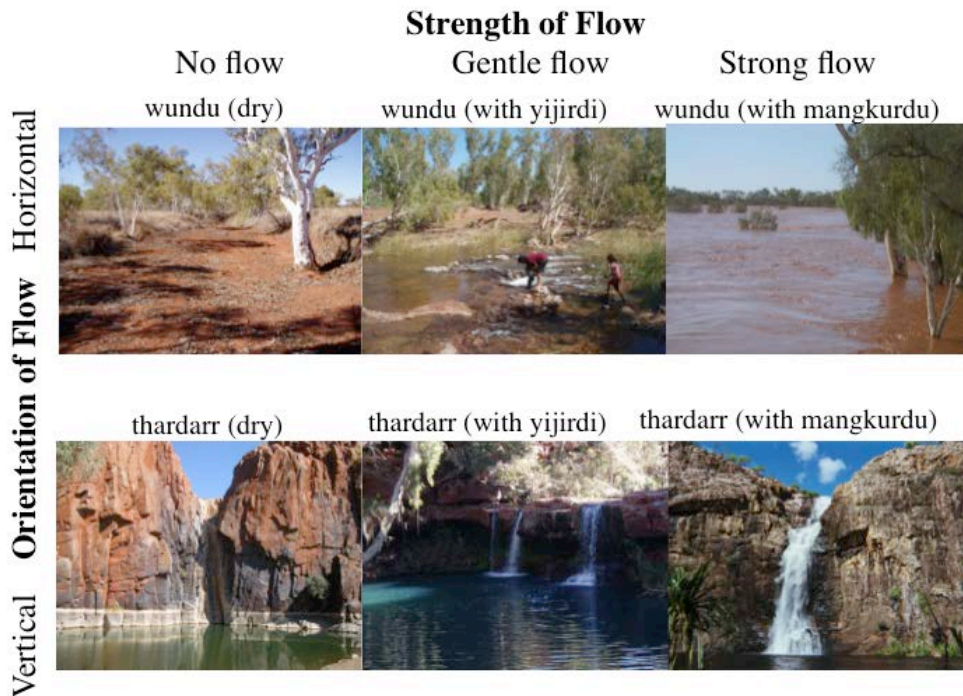 Strength of Flow
No flow Gentle flow Strong flow
wundu (dry) wundu (with yijirdi) wundu (with mangkurdu)
Horizontal
Orientation of Flow
thardarr (dry) thardarr (with yijirdi) thardarr (with mangkurdu)
Vertical